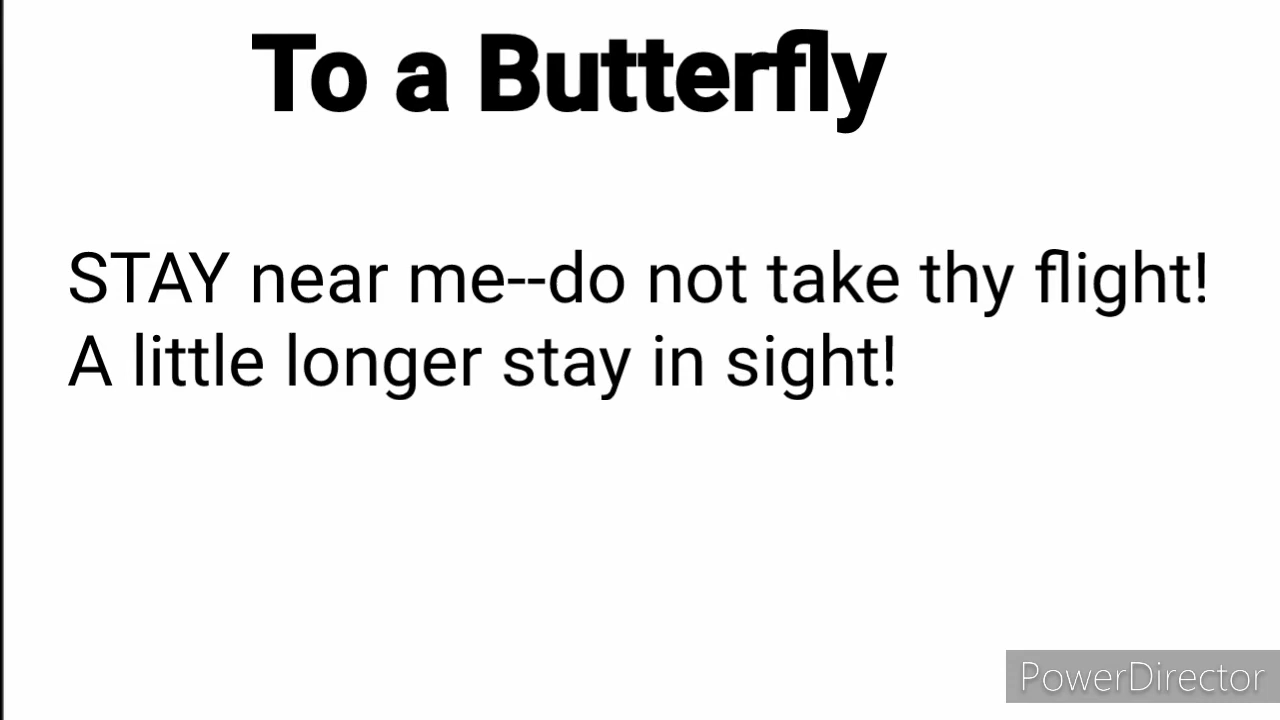 To a Butterfly
STAY near me--do not take thy flight!
A little longer stay in sight!
PowerDirector